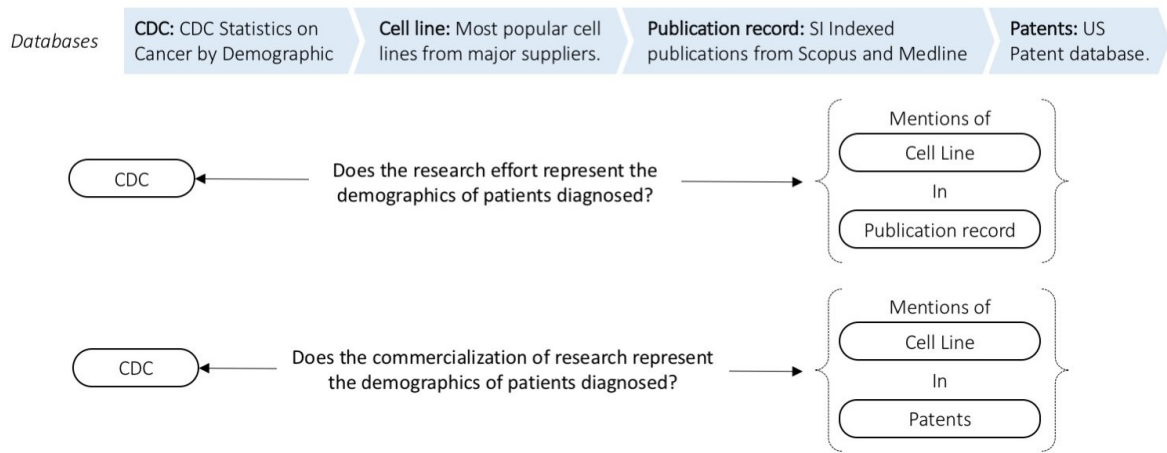 Databases
CDC: CDC Statistics on
Cancer by Demographic
Cell line: Most popular cell
lines from major suppliers.
Publication record: SI Indexed
publications from Scopus and Medline
Patents: US
Patent database.
CDC
Does the research effort represent the
demographics of patients diagnosed?
Mentions of
Cell Line
In
Publication record
CDC
Does the commercialization of research represent
the demographics of patients diagnosed?
Mentions of
Cell Line
In
Patents